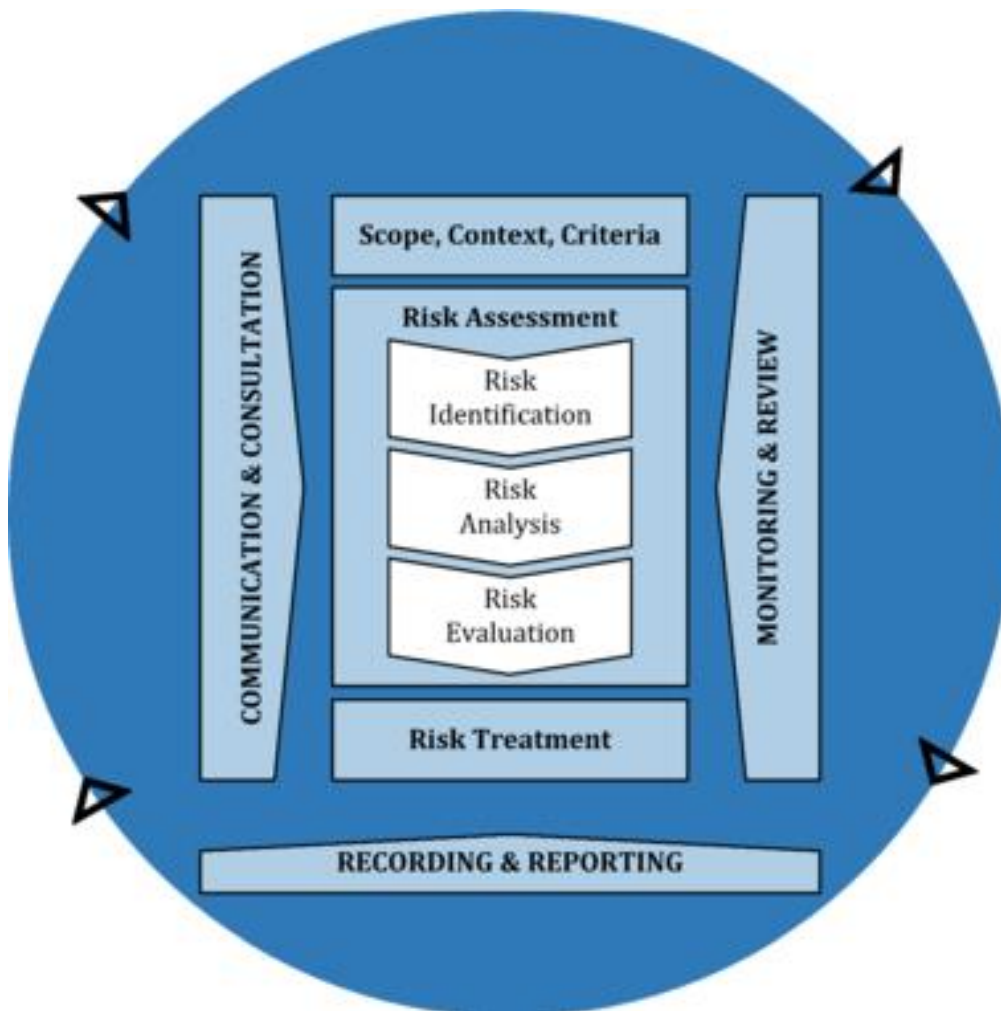 Scope, Context, Criteria
Risk Assessment
Risk
Identification
Risk
Analysis
Risk
Evaluation
Risk Treatment
COMMUNICATION & CONSULTATION
MONITORING & REVIEW
RECORDING & REPORTING